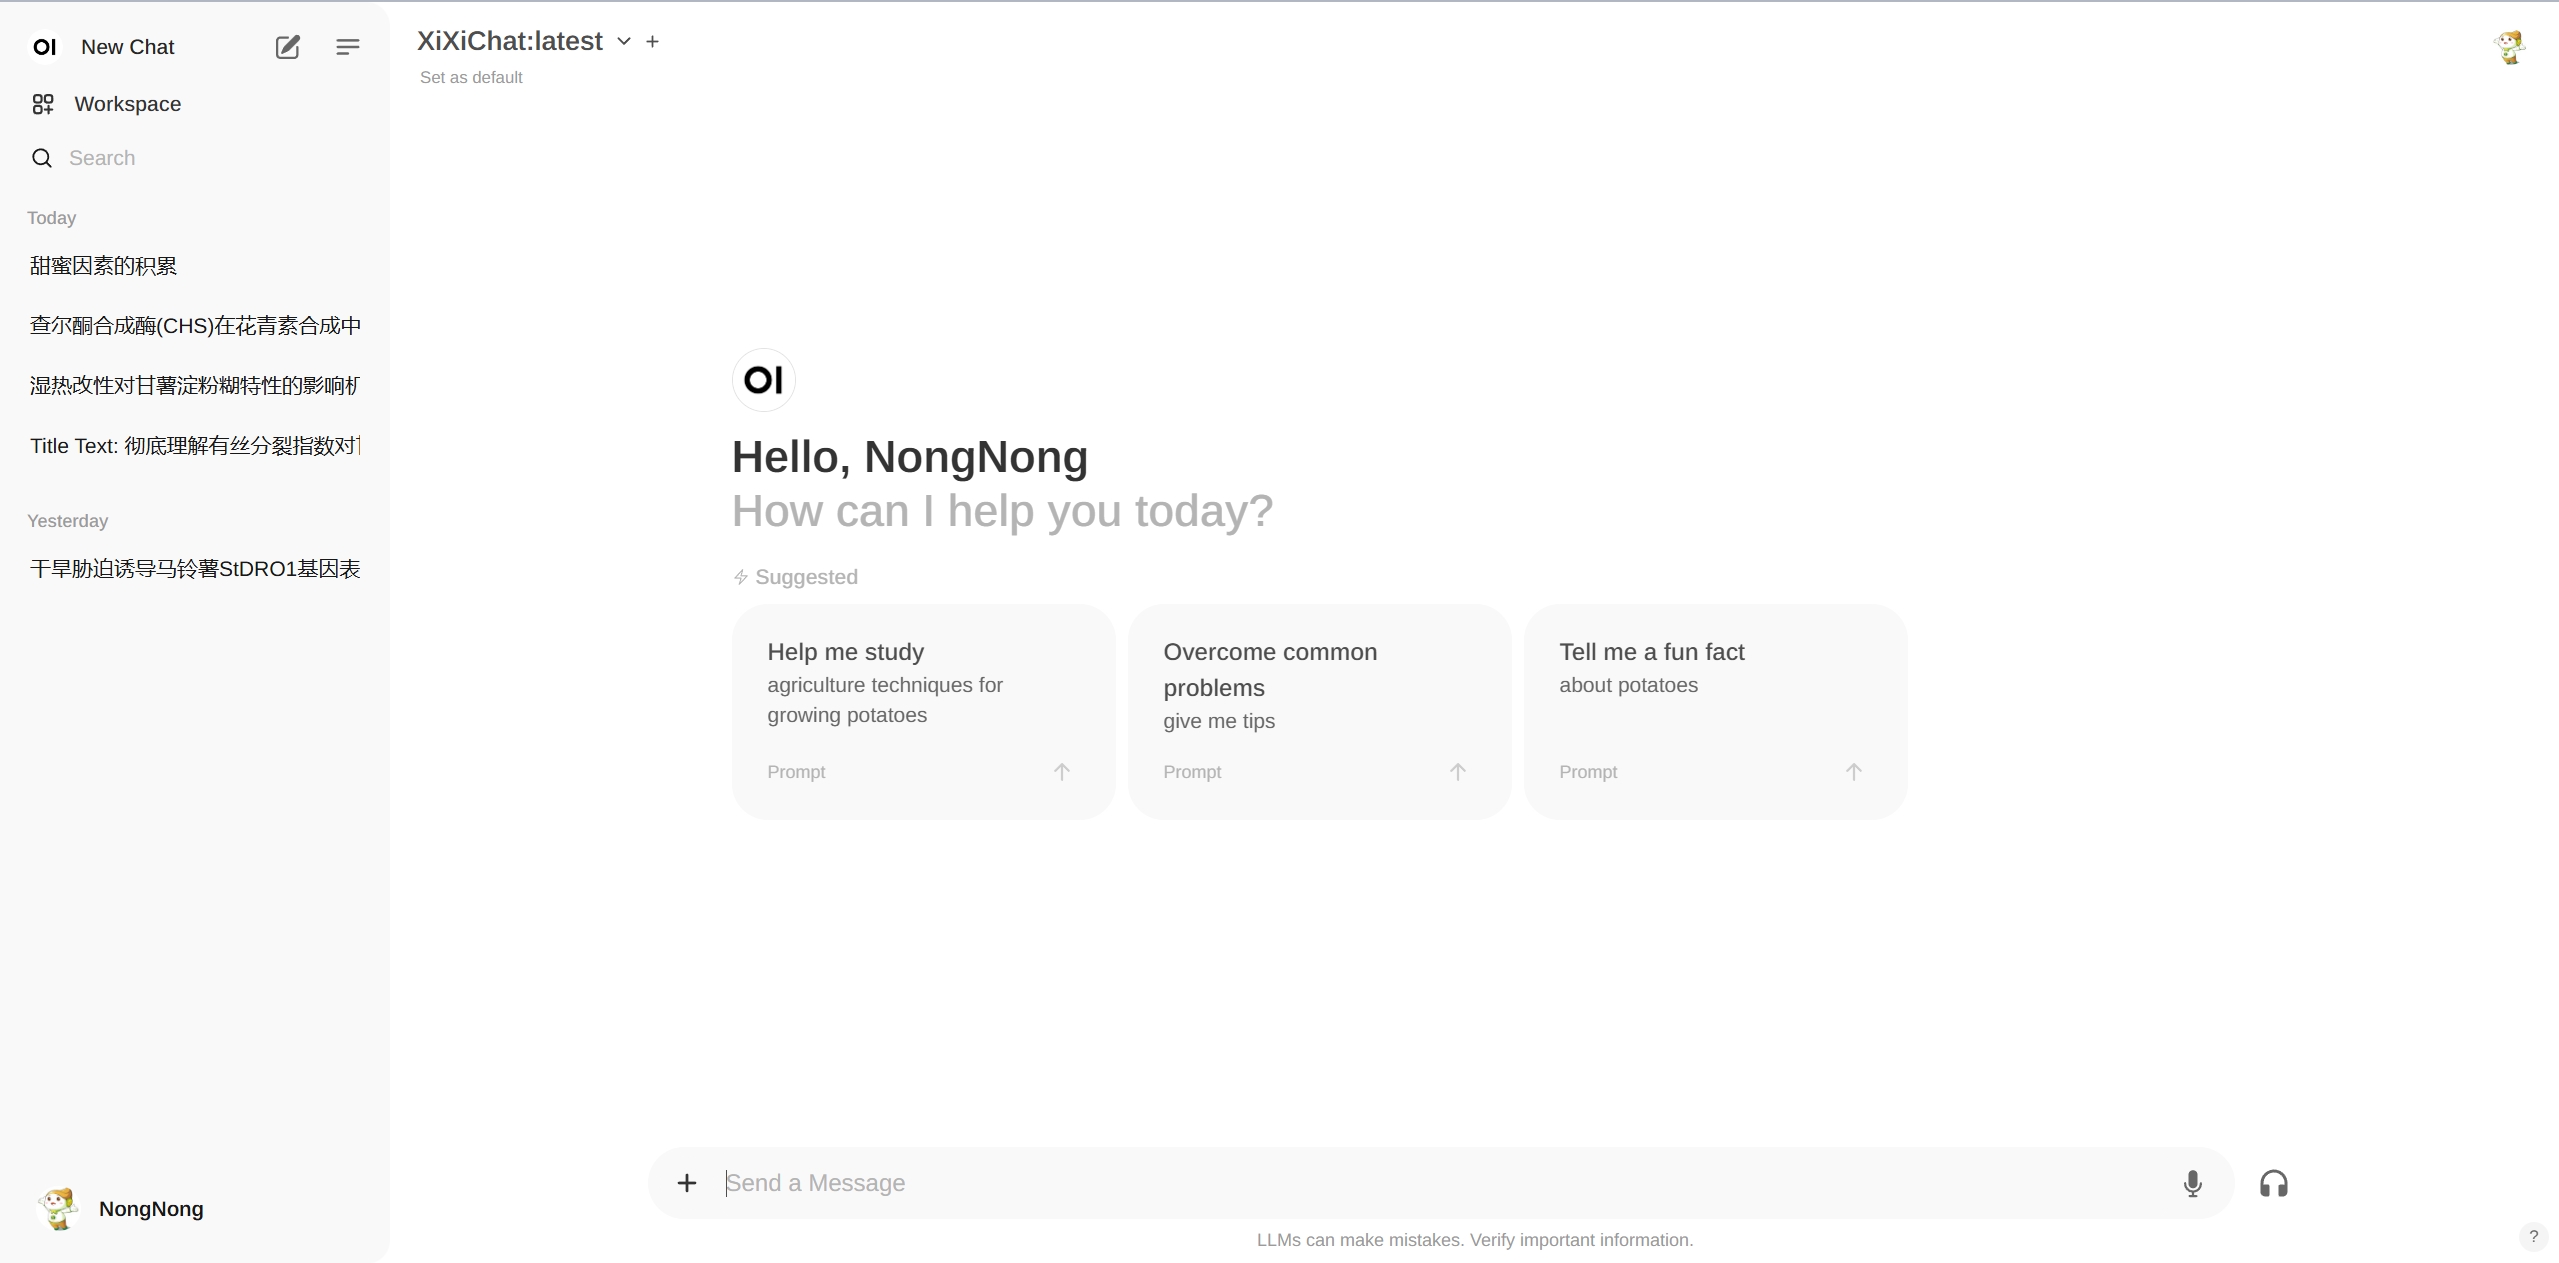 OI New Chat
Workspace
Search
Today
甜蜜因素的积累
查尔酮合成酶(CHS)在花青素合成中
湿热改性对甘薯淀粉糊特性的影响机
Title Text: 彻底理解有丝分裂指数对
Yesterday
干旱胁迫诱导马铃薯StDRO1基因表
NongNong
XiXiChat:latest
Set as default
OI
Hello, NongNong
How can I help you today?
Suggested
Help me study
agriculture techniques for
growing potatoes
Prompt
Overcome common
problems
give me tips
Prompt
Tell me a fun fact
about potatoes
Prompt
Send a Message
LLMs can make mistakes. Verify important information.
?